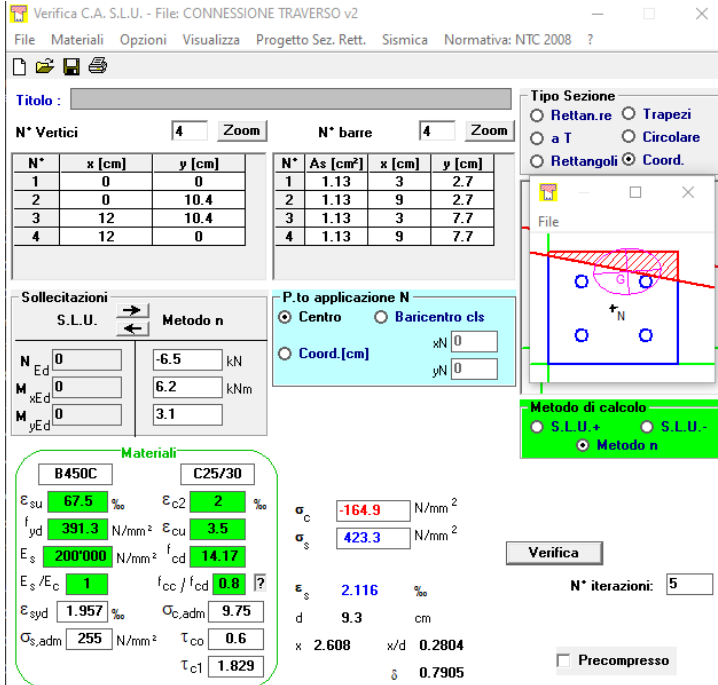 Verifica C.A. S.L.U. - File: CONNESSIONE TRAVERSO v2
File Materiali Opzioni Visualizza Progetto Sez. Rett. Sismica Normativa: NTC 2008 ?
Titolo :
N° Vertici 4 Zoom N° barre 4 Zoom
N° x [cm] y [cm]
1 0 0
2 0 10.4
3 12 10.4
4 12 0
N° As [cm²] x [cm] y [cm]
1 1.13 3 2.7
2 1.13 9 2.7
3 1.13 3 7.7
4 1.13 9 7.7
Tipo Sezione
Rettan.re Trapezi
a T Circolare
Rettangoli Coord.
File
G
N
Sollecitazioni
S.L.U. Metodo n
N Ed 0 -6.5 kN
M xEd 0 6.2 kNm
M yEd 0 3.1
P.to applicazione N
Centro Baricentro cls
Coord.[cm] xN 0
yN 0
Metodo di calcolo
S.L.U.+ S.L.U.-
Metodo n
Materiali
B450C C25/30
εsu 67.5 ‰ εc2 2 ‰
fyd 391.3 N/mm² εcu 3.5
Es 200'000 N/mm² fcd 14.17
Es/Ec 1 fcc/fcd 0.8 ?
εsyd 1.957 ‰ σc,adm 9.75
σs,adm 255 N/mm² τco 0.6
τc1 1.829
σc -164.9 N/mm²
σs 423.3 N/mm²
εs 2.116 ‰
d 9.3 cm
x 2.608 x/d 0.2804
δ 0.7905
Verifica
N° iterazioni: 5
Precompresso